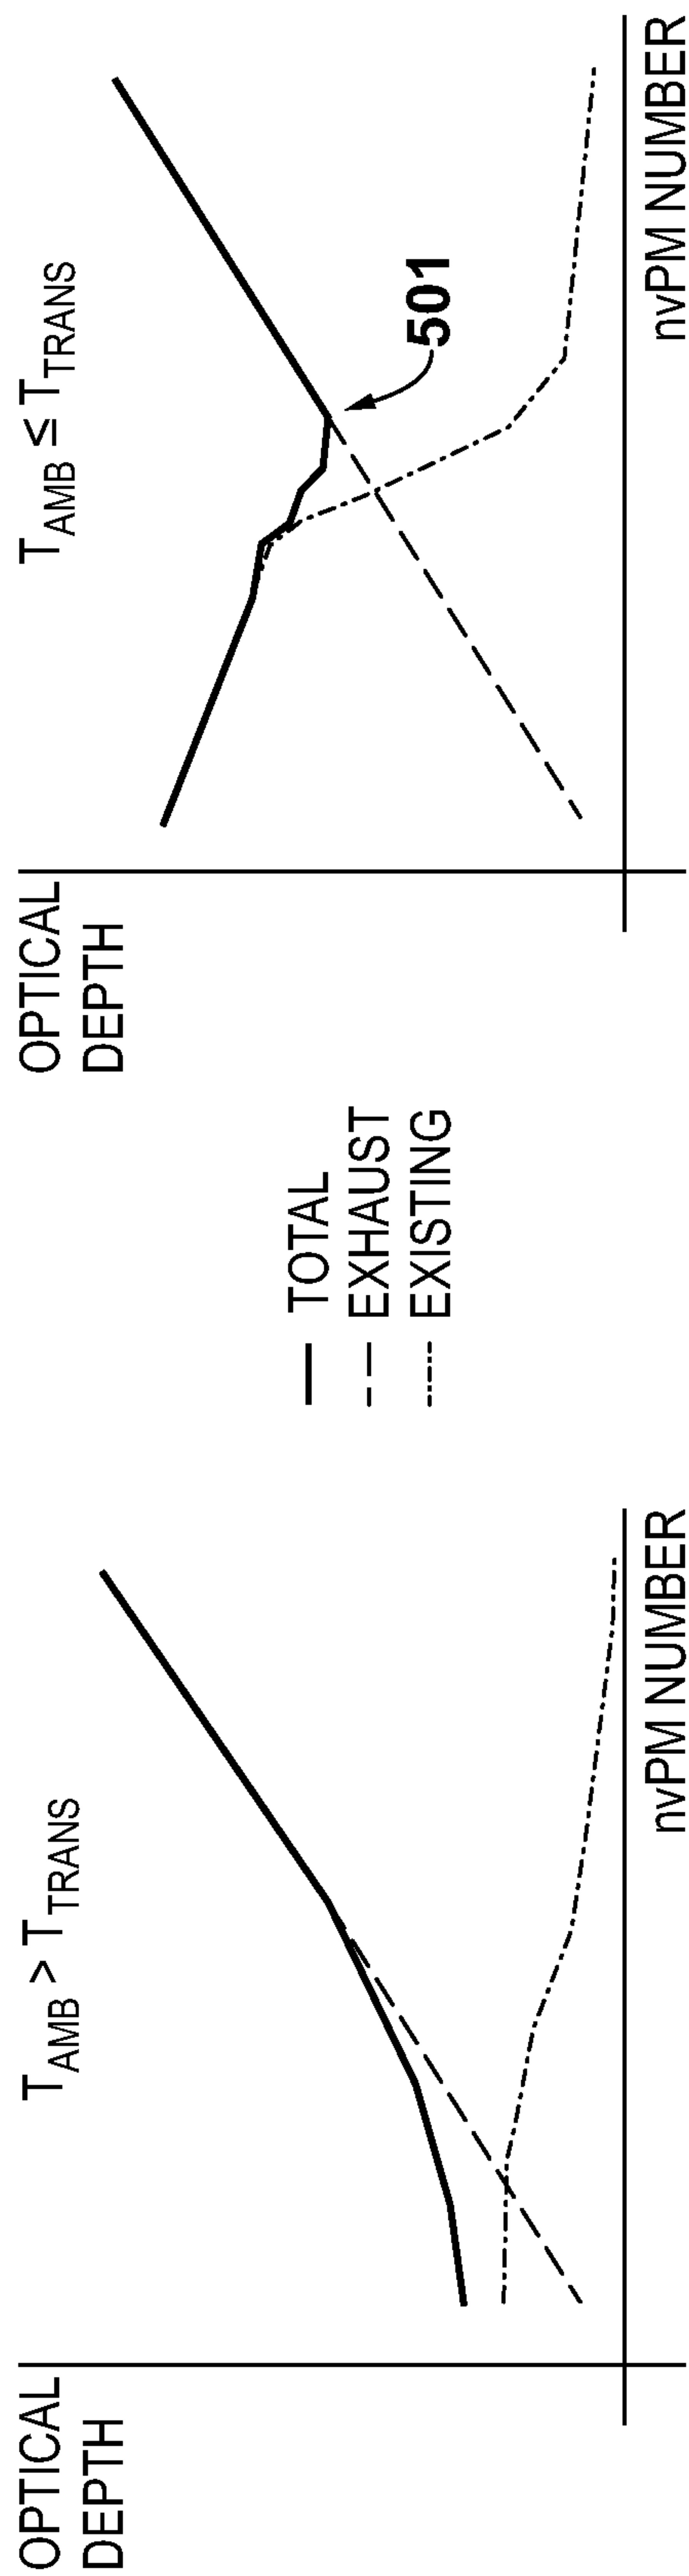 OPTICAL
DEPTH
T_AMB > T_TRANS
nvPM NUMBER
TOTAL
EXHAUST
EXISTING
OPTICAL
DEPTH
T_AMB ≤ T_TRANS
501
nvPM NUMBER